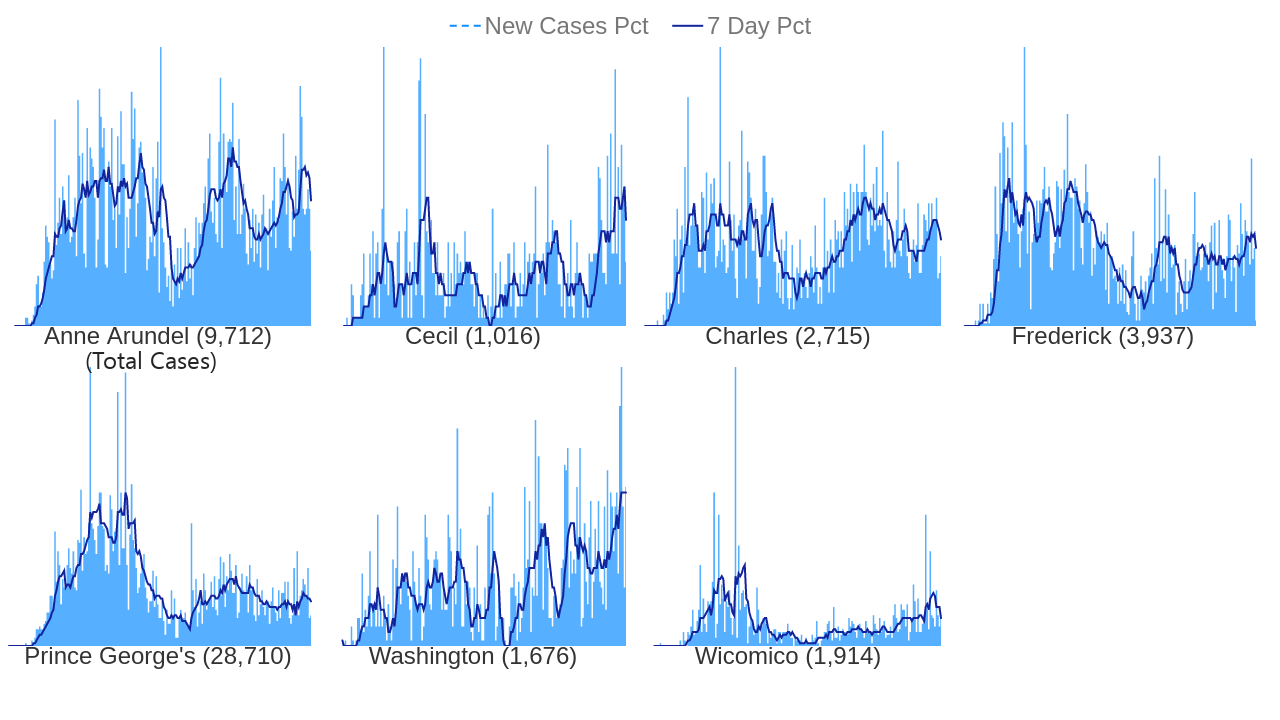 New Cases Pct 7 Day Pct
Anne Arundel (9,712) Cecil (1,016) Charles (2,715) Frederick (3,937)
(Total Cases)
Prince George's (28,710) Washington (1,676) Wicomico (1,914)